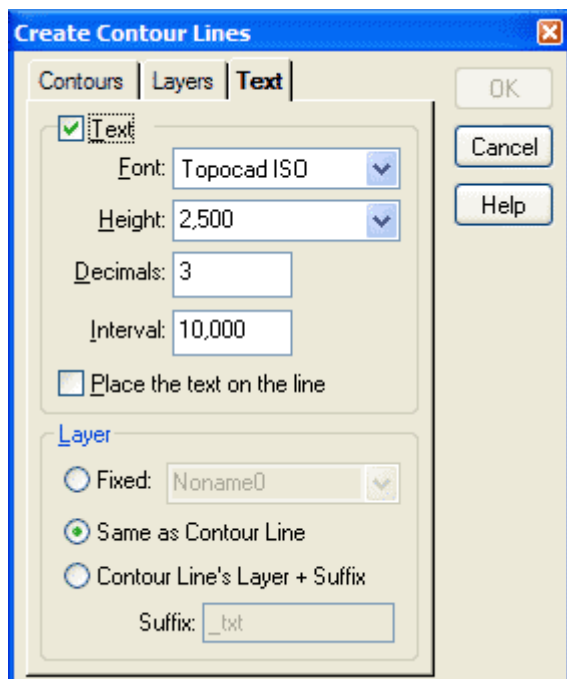 Create Contour Lines
Contours Layers Text
OK
Cancel
Help
Text
Font: Topocad ISO
Height: 2,500
Decimals: 3
Interval: 10,000
Place the text on the line
Layer
Fixed: Noname0
Same as Contour Line
Contour Line's Layer + Suffix
Suffix: _txt